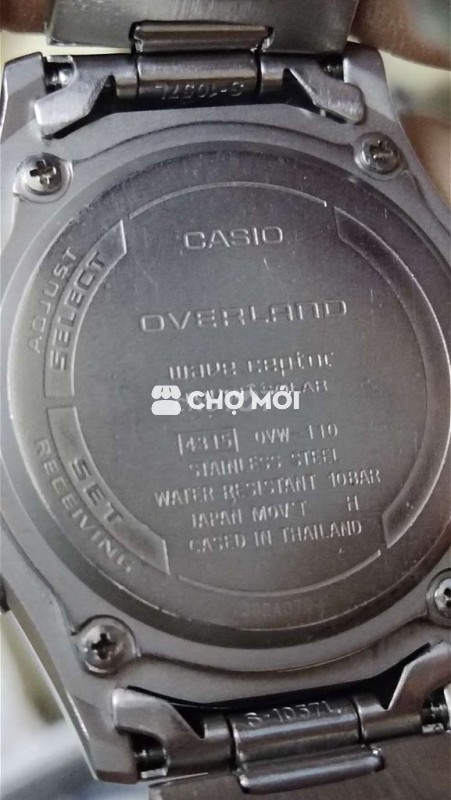 S-1057L
CASIO
OVERLAND
wave ceptor
SOLAR
CHỢ MỚI
4315 OVW-110
STAINLESS STEEL
WATER RESISTANT 10BAR
JAPAN MOV'T H
CASED IN THAILAND
ADJUST
SELECT
SET
RECEIVING
S-1057L